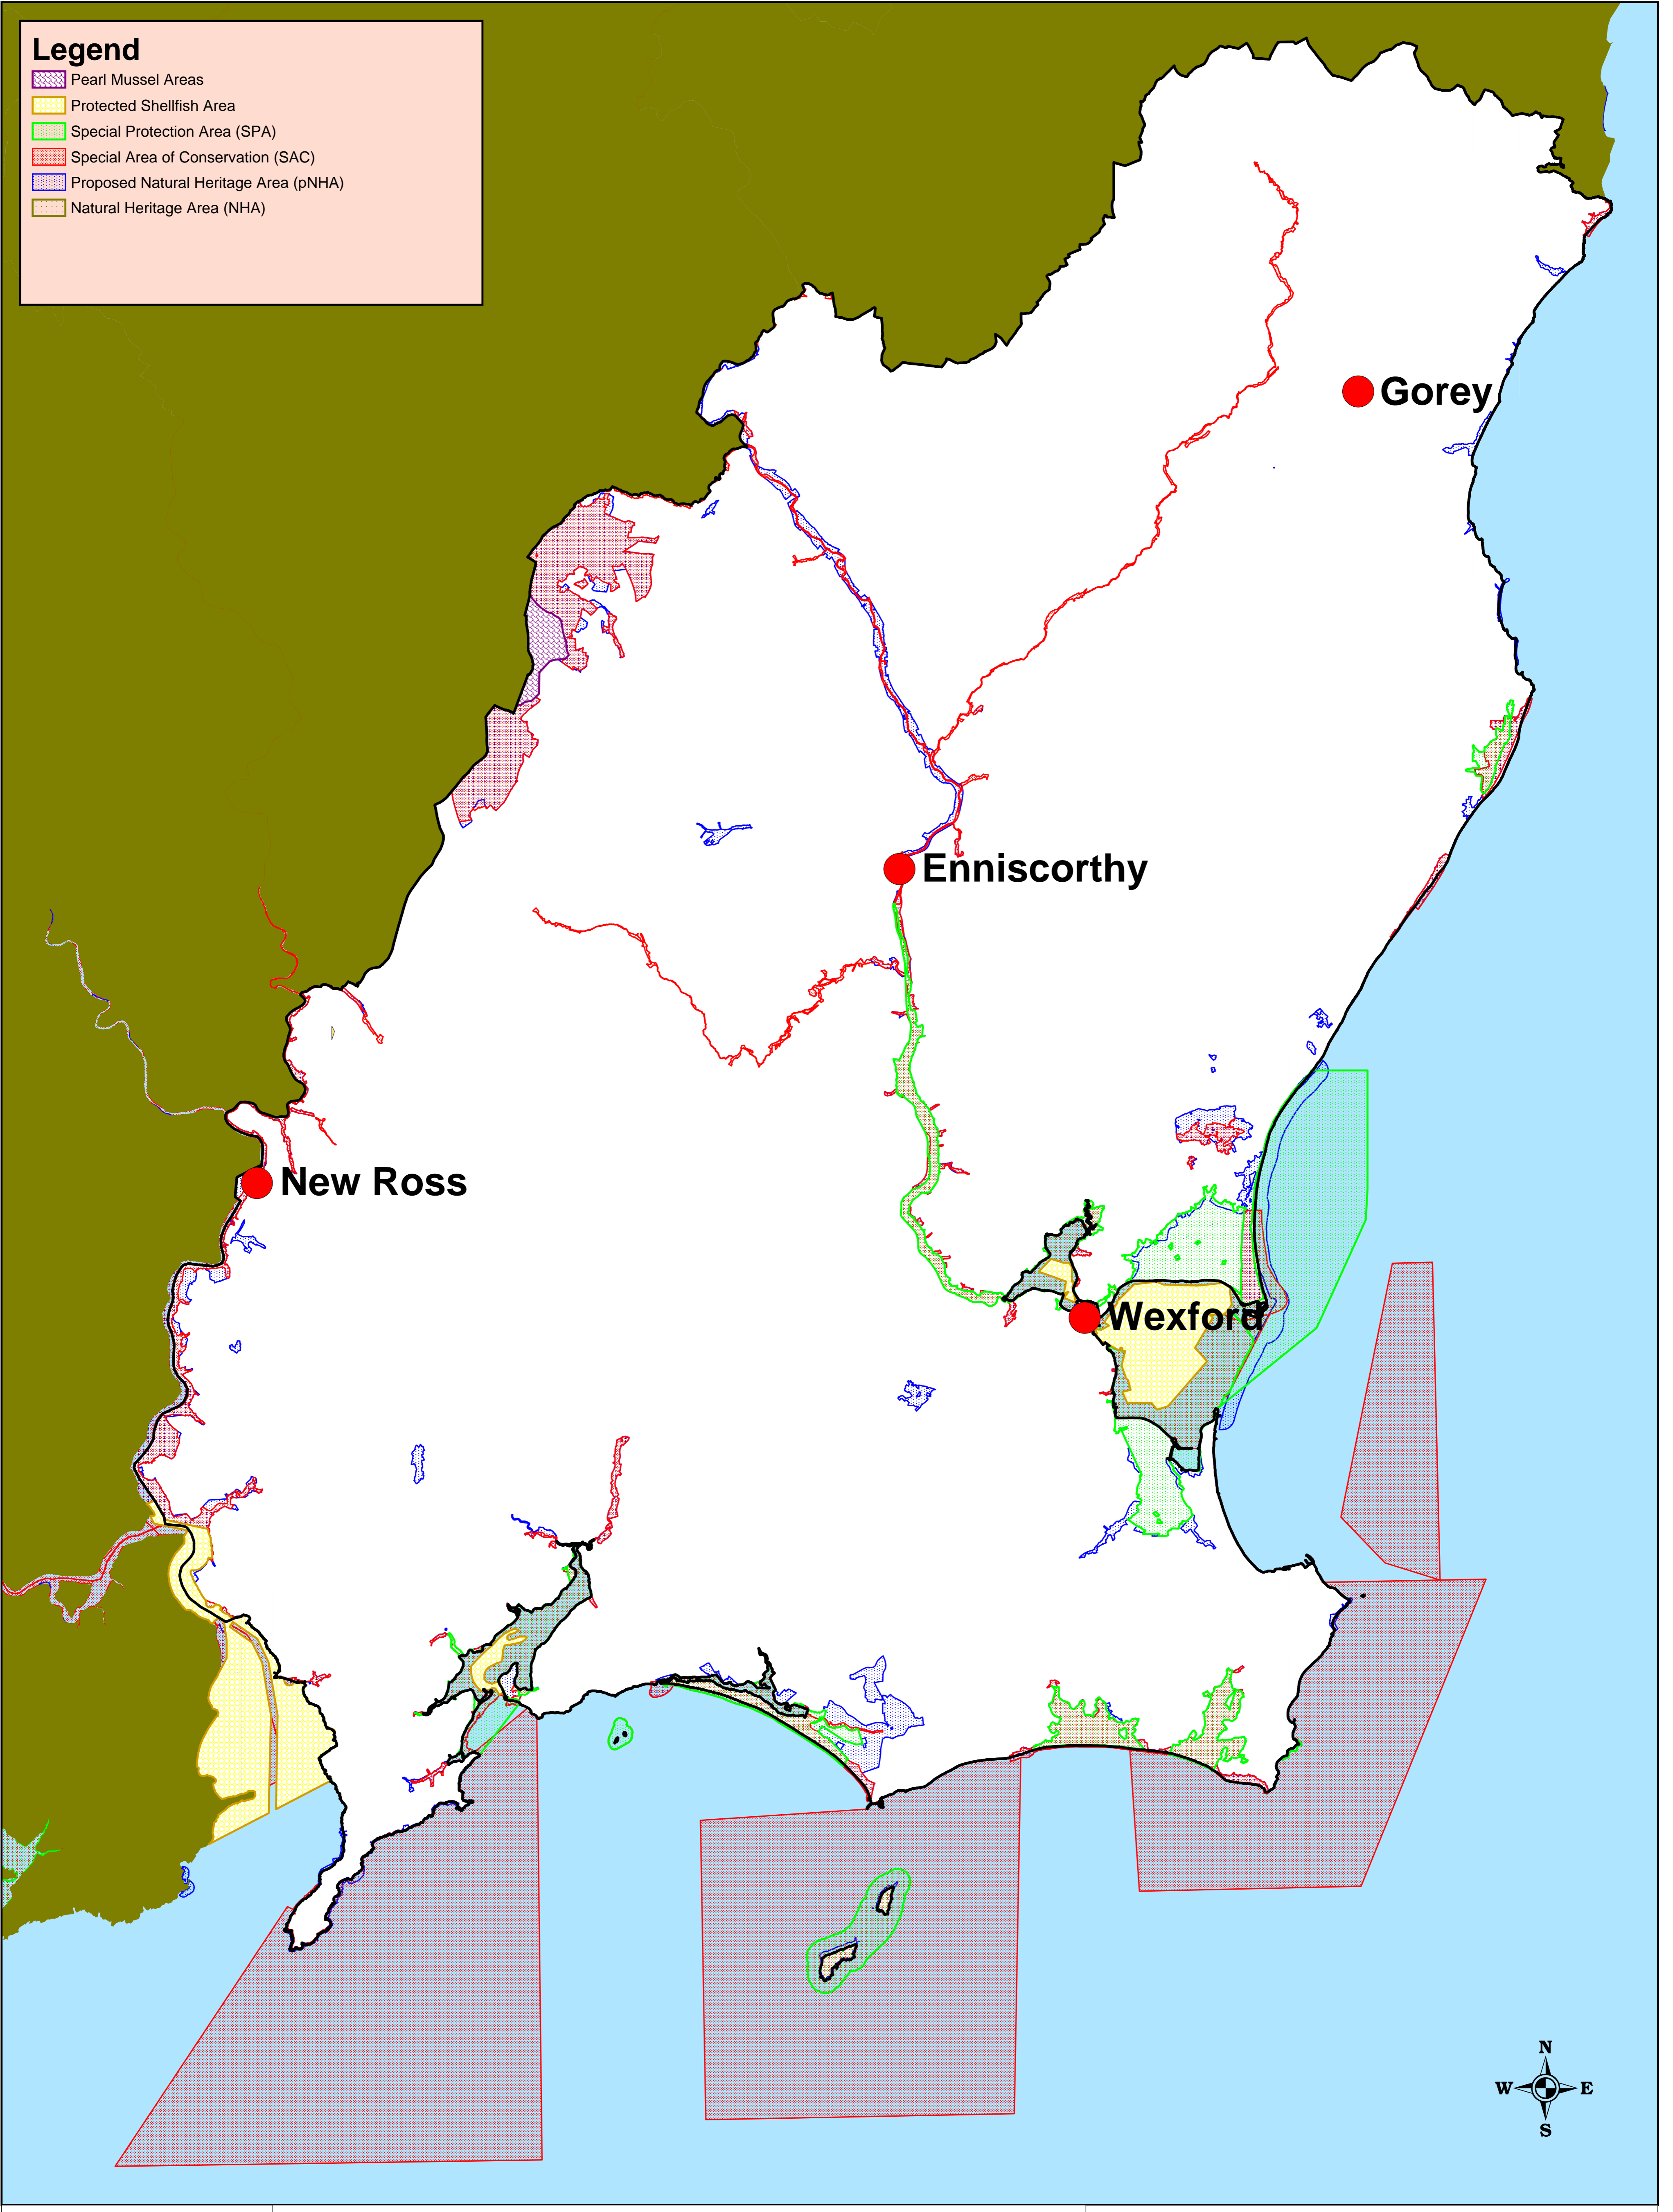 Legend
Pearl Mussel Areas
Protected Shellfish Area
Special Protection Area (SPA)
Special Area of Conservation (SAC)
Proposed Natural Heritage Area (pNHA)
Natural Heritage Area (NHA)
Gorey
Enniscorthy
New Ross
Wexford
N
W E
S